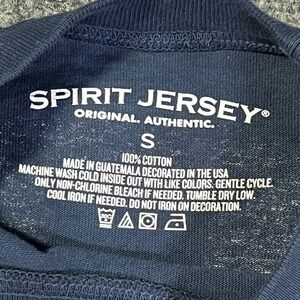 SPIRIT JERSEY®
ORIGINAL. AUTHENTIC.
S
100% COTTON
MADE IN GUATEMALA DECORATED IN THE USA
MACHINE WASH COLD INSIDE OUT WITH LIKE COLORS. GENTLE CYCLE.
ONLY NON-CHLORINE BLEACH IF NEEDED. TUMBLE DRY LOW.
COOL IRON IF NEEDED. DO NOT IRON ON DECORATION.